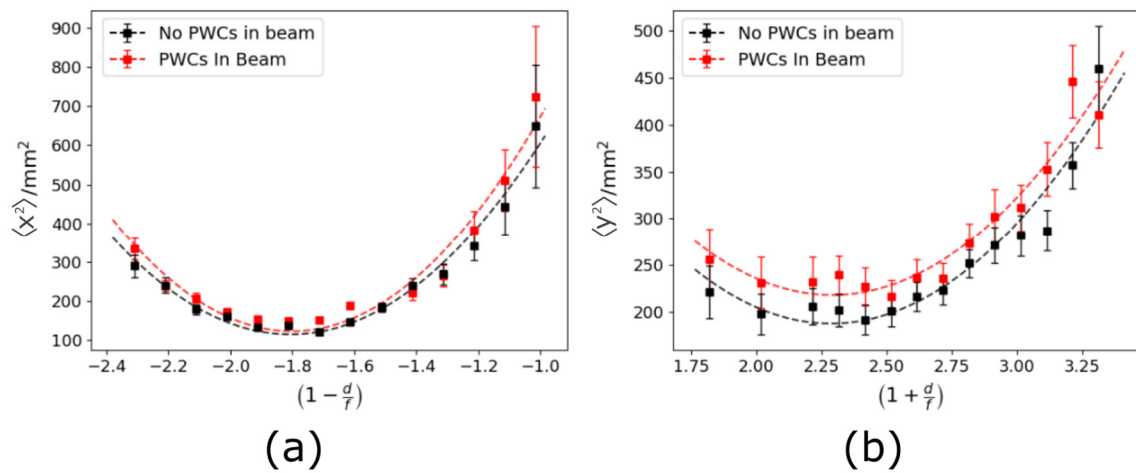 No PWCs in beam
PWCs In Beam
900
800
700
600
500
400
300
200
100
⟨x²⟩/mm²
−2.4 −2.2 −2.0 −1.8 −1.6 −1.4 −1.2 −1.0
(1 − d/f)
(a)
No PWCs in beam
PWCs In Beam
500
450
400
350
300
250
200
⟨y²⟩/mm²
1.75 2.00 2.25 2.50 2.75 3.00 3.25
(1 + d/f)
(b)